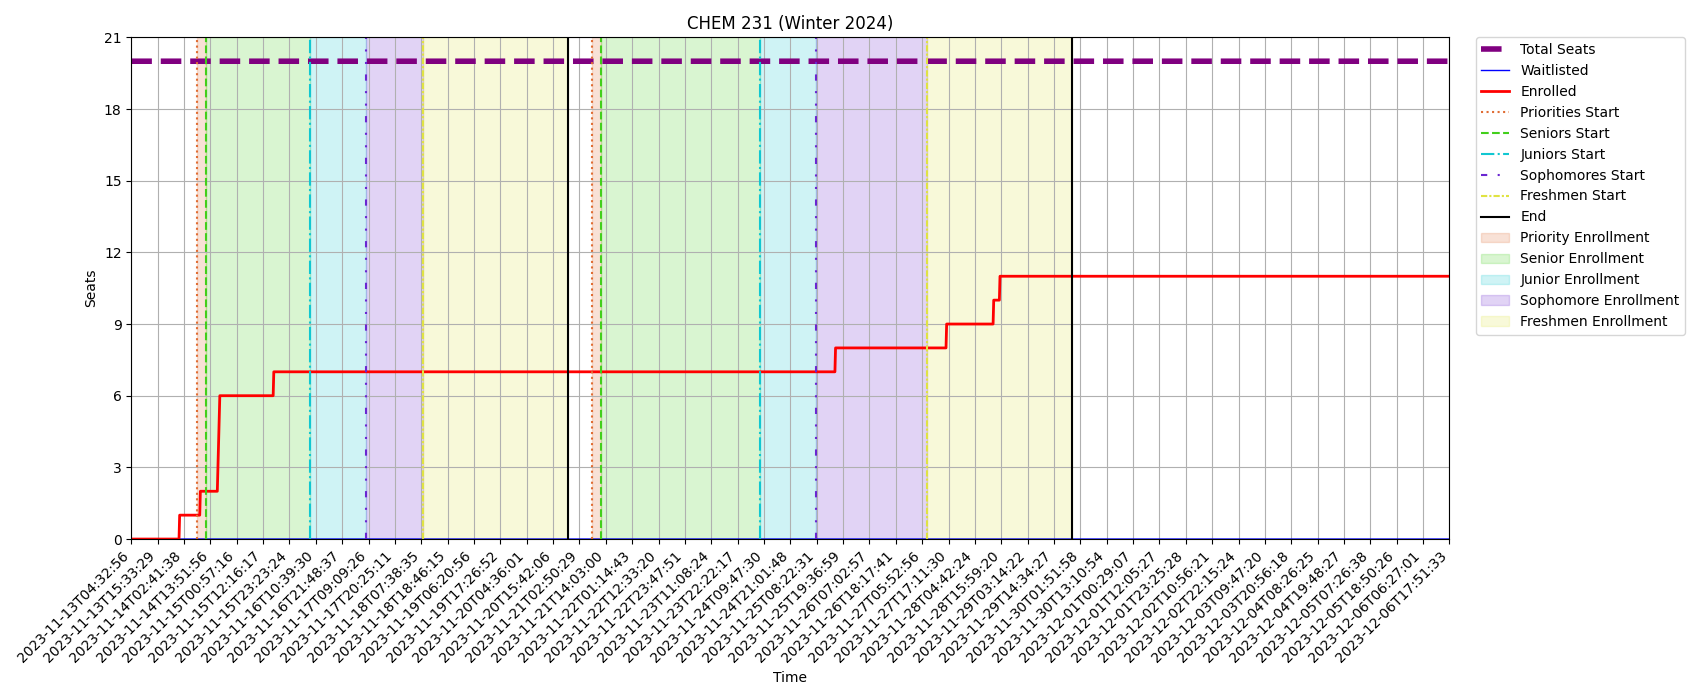 CHEM 231 (Winter 2024)
Seats
21
18
15
12
9
6
3
0
2023-11-13T04:32:56
2023-11-13T15:33:29
2023-11-14T02:41:38
2023-11-14T13:51:56
2023-11-15T00:57:16
2023-11-15T12:16:17
2023-11-15T23:23:24
2023-11-16T10:39:30
2023-11-16T21:48:37
2023-11-17T09:09:26
2023-11-17T20:25:11
2023-11-18T07:38:35
2023-11-18T18:46:15
2023-11-19T06:20:56
2023-11-19T17:26:52
2023-11-20T04:36:01
2023-11-20T15:42:06
2023-11-21T02:50:29
2023-11-21T14:03:00
2023-11-22T01:14:43
2023-11-22T12:33:20
2023-11-22T23:47:51
2023-11-23T11:08:24
2023-11-23T22:22:17
2023-11-24T09:47:30
2023-11-24T21:01:48
2023-11-25T08:22:31
2023-11-25T19:36:59
2023-11-26T07:02:57
2023-11-26T18:17:41
2023-11-27T05:52:56
2023-11-27T17:11:30
2023-11-28T04:42:24
2023-11-28T15:59:20
2023-11-29T03:14:22
2023-11-29T14:34:27
2023-11-30T01:51:58
2023-11-30T13:10:54
2023-12-01T00:29:07
2023-12-01T12:05:27
2023-12-01T23:25:28
2023-12-02T10:56:21
2023-12-02T22:15:24
2023-12-03T09:47:20
2023-12-03T20:56:18
2023-12-04T08:26:25
2023-12-04T19:48:27
2023-12-05T07:26:38
2023-12-05T18:50:26
2023-12-06T06:27:01
2023-12-06T17:51:33
Time
Total Seats
Waitlisted
Enrolled
Priorities Start
Seniors Start
Juniors Start
Sophomores Start
Freshmen Start
End
Priority Enrollment
Senior Enrollment
Junior Enrollment
Sophomore Enrollment
Freshmen Enrollment